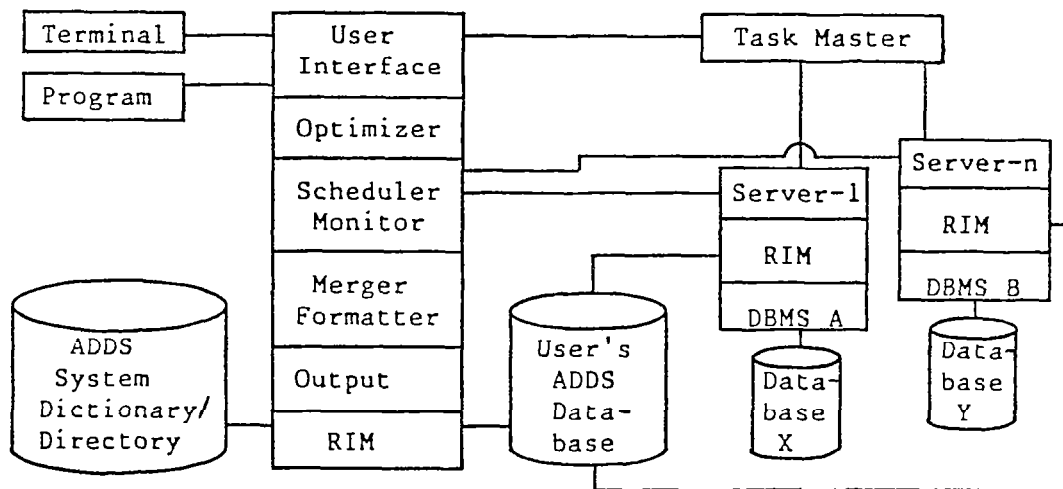 Terminal
Program
User
Interface
Optimizer
Scheduler
Monitor
Merger
Formatter
Output
RIM
Task Master
Server-1
RIM
DBMS A
Data-
base
X
Server-n
RIM
DBMS B
Data-
base
Y
ADDS
System
Dictionary/
Directory
User's
ADDS
Data-
base